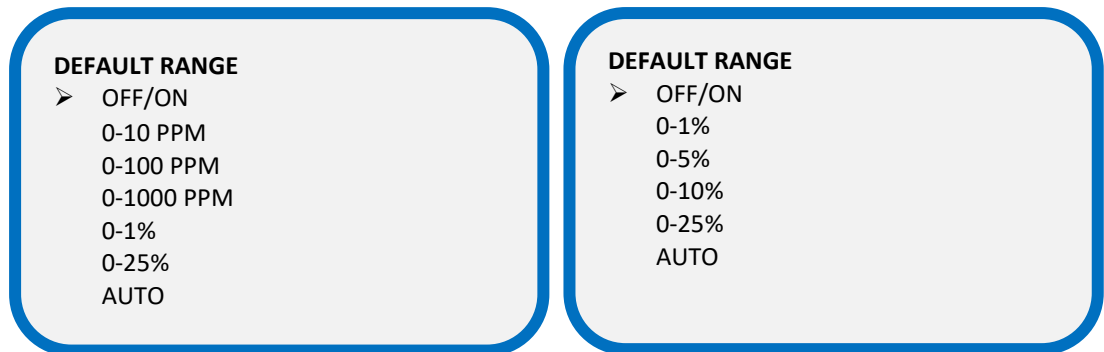 DEFAULT RANGE
➢ OFF/ON
0-10 PPM
0-100 PPM
0-1000 PPM
0-1%
0-25%
AUTO
DEFAULT RANGE
➢ OFF/ON
0-1%
0-5%
0-10%
0-25%
AUTO